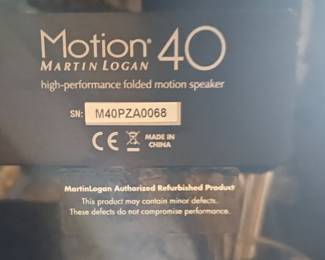 Motion® 40
MARTIN LOGAN
high-performance folded motion speaker
SN: M40PZA0068
CE MADE IN
CHINA
MartinLogan Authorized Refurbished Product
This product may contain minor defects.
These defects do not compromise performance.